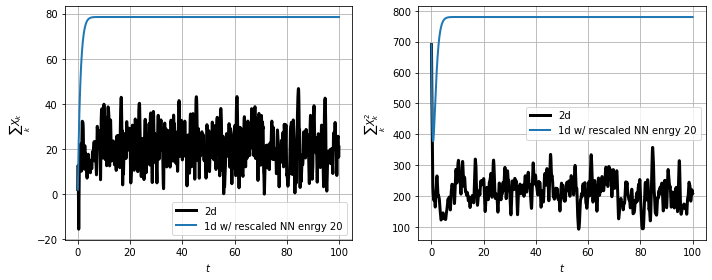 80
60
40
20
0
−20
∑ X_k
k
2d
1d w/ rescaled NN enrgy 20
0 20 40 60 80 100
t
800
700
600
500
400
300
200
100
∑ X_k^2
k
2d
1d w/ rescaled NN enrgy 20
0 20 40 60 80 100
t